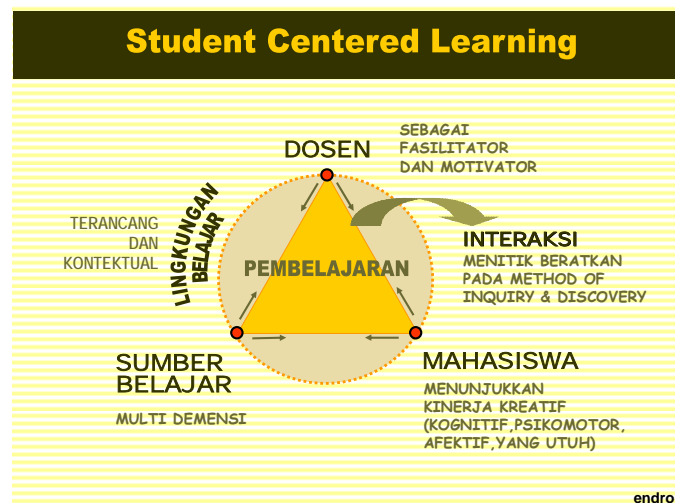 Student Centered Learning
DOSEN
SEBAGAI
FASILITATOR
DAN MOTIVATOR
LINGKUNGAN
BELAJAR
TERANCANG
DAN
KONTEKTUAL
PEMBELAJARAN
INTERAKSI
MENITIK BERATKAN
PADA METHOD OF
INQUIRY & DISCOVERY
SUMBER
BELAJAR
MULTI DEMENSI
MAHASISWA
MENUNJUKKAN
KINERJA KREATIF
(KOGNITIF,PSIKOMOTOR,
AFEKTIF,YANG UTUH)
endro